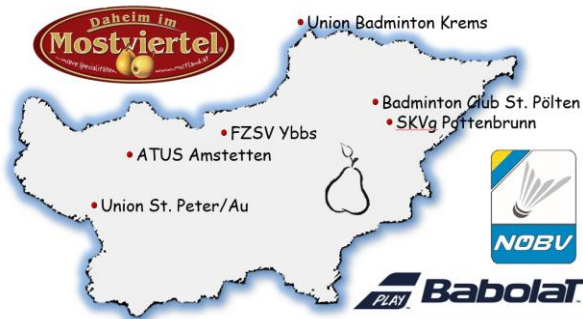 Daheim im
Mostviertel
Union Badminton Krems
Badminton Club St. Pölten
SKVg Pottenbrunn
FZSV Ybbs
ATUS Amstetten
Union St. Peter/Au
NÖBV
PLAY Babolat